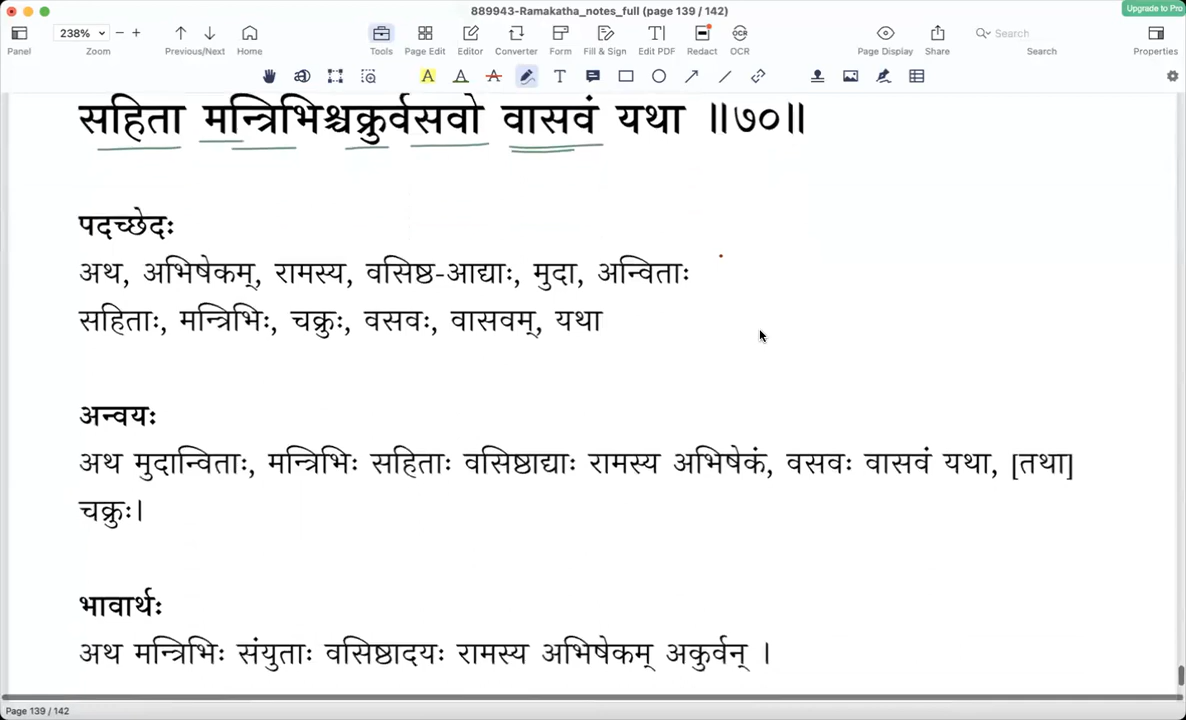 889943-Ramakatha_notes_full (page 139 / 142)
Upgrade to Pro
238%
Search
Panel Zoom Previous/Next Home Tools Page Edit Editor Converter Form Fill & Sign Edit PDF Redact OCR Page Display Share Search Properties
सहिता मन्त्रिभिश्चक्रुर्वसवो वासवं यथा ॥७०॥
पदच्छेदः
अथ, अभिषेकम्, रामस्य, वसिष्ठ-आद्याः, मुदा, अन्विताः
सहिताः, मन्त्रिभिः, चक्रुः, वसवः, वासवम्, यथा
अन्वयः
अथ मुदान्विताः, मन्त्रिभिः सहिताः वसिष्ठाद्याः रामस्य अभिषेकं, वसवः वासवं यथा, [तथा]
चक्रुः।
भावार्थः
अथ मन्त्रिभिः संयुताः वसिष्ठादयः रामस्य अभिषेकम् अकुर्वन् ।
Page 139 / 142